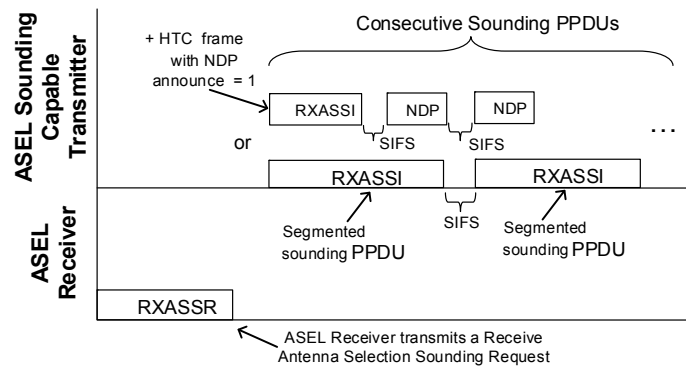 Consecutive Sounding PPDUs
+ HTC frame
with NDP
announce = 1
ASEL Sounding
Capable
Transmitter
RXASSI
NDP
NDP
...
SIFS
SIFS
or
RXASSI
RXASSI
SIFS
Segmented
sounding PPDU
Segmented
sounding PPDU
ASEL
Receiver
RXASSR
ASEL Receiver transmits a Receive
Antenna Selection Sounding Request